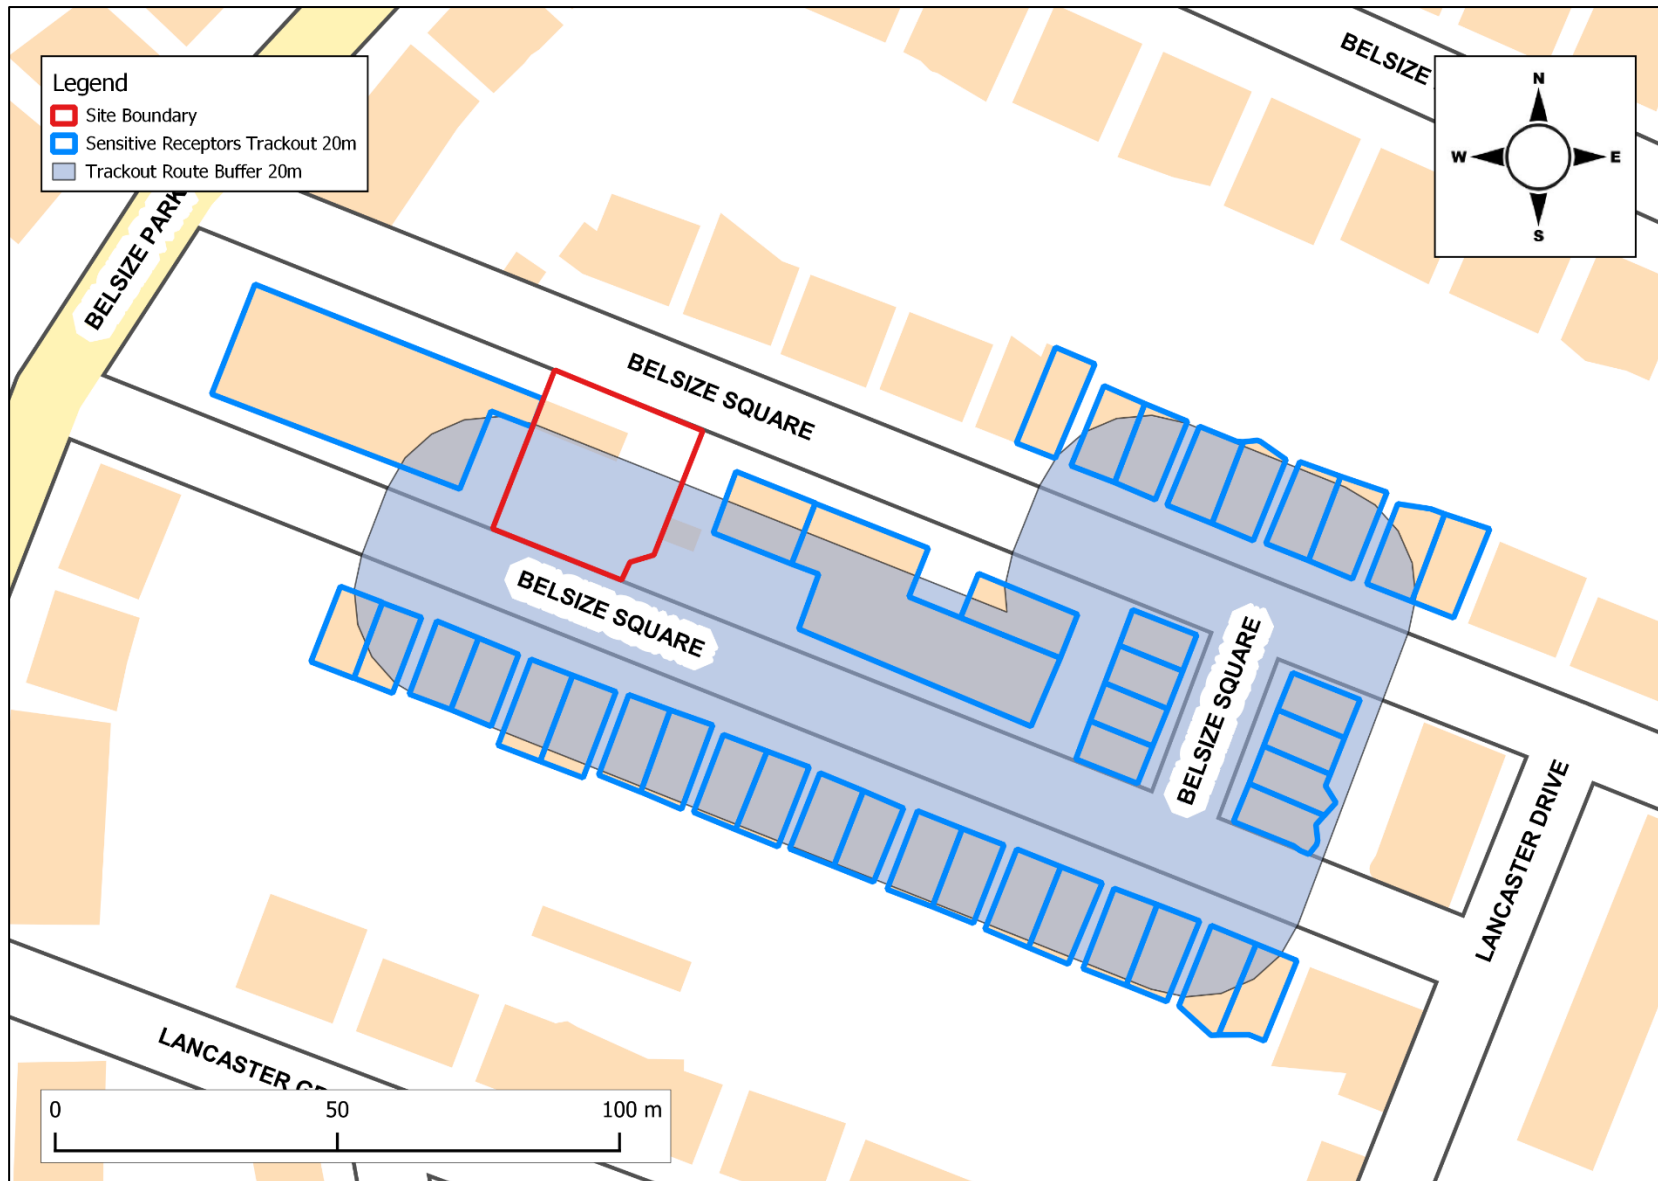 BELSIZE
Legend
Site Boundary
Sensitive Receptors Trackout 20m
Trackout Route Buffer 20m
N
W E
S
BELSIZE PARK
BELSIZE SQUARE
BELSIZE SQUARE
BELSIZE SQUARE
LANCASTER DRIVE
LANCASTER
0 50 100 m